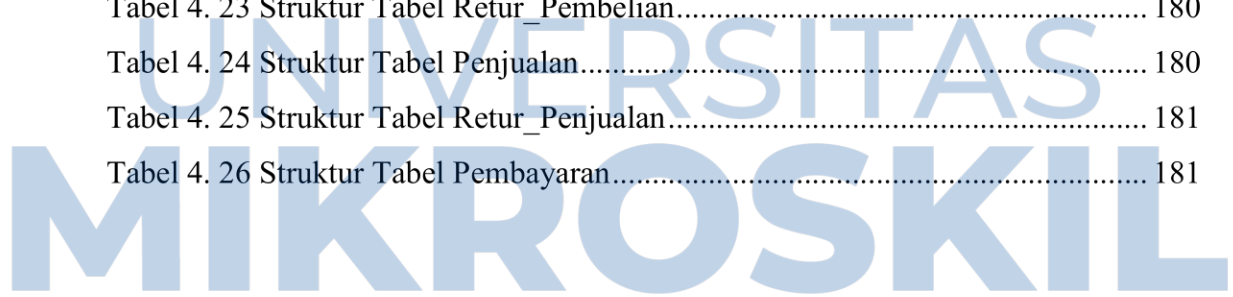 Tabel 4. 23 Struktur Tabel Retur_Pembelian.................................................................. 180
UNIVERSITAS
Tabel 4. 24 Struktur Tabel Penjualan.............................................................................. 180
Tabel 4. 25 Struktur Tabel Retur_Penjualan................................................................... 181
MIKROSKIL
Tabel 4. 26 Struktur Tabel Pembayaran.......................................................................... 181